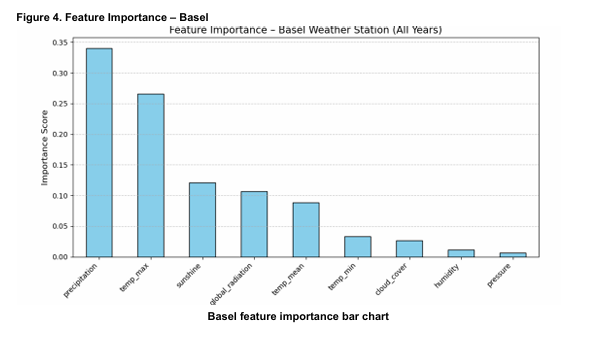 Figure 4. Feature Importance – Basel
Feature Importance – Basel Weather Station (All Years)
0.35
0.30
0.25
0.20
0.15
0.10
0.05
0.00
Importance Score
precipitation
temp_max
sunshine
global_radiation
temp_mean
temp_min
cloud_cover
humidity
pressure
Basel feature importance bar chart